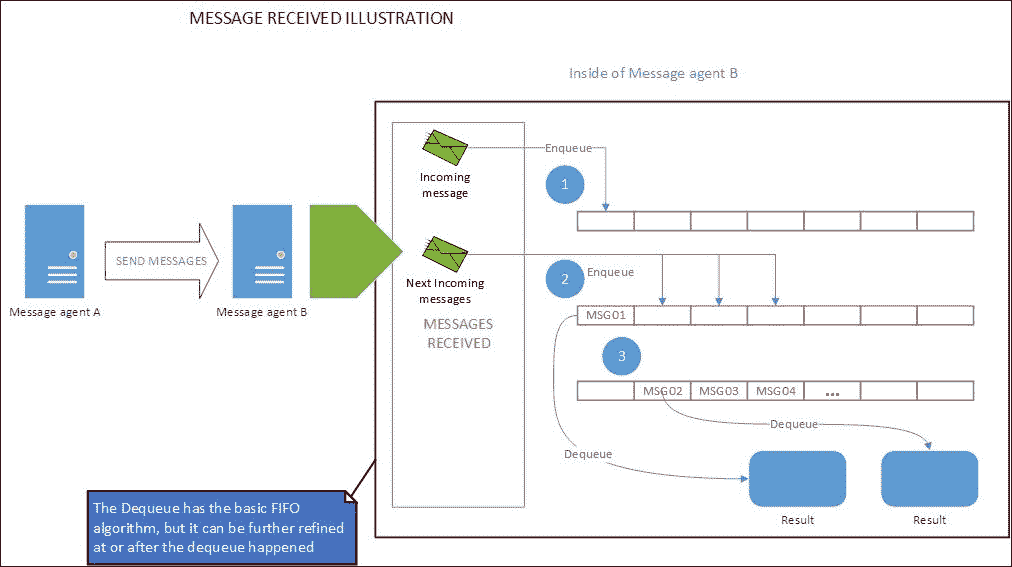 MESSAGE RECEIVED ILLUSTRATION
Inside of Message agent B
Enqueue
Incoming
message
1
SEND MESSAGES
Message agent A
Message agent B
Next Incoming
messages
MESSAGES
RECEIVED
2
Enqueue
MSG01
3
MSG02 MSG03 MSG04 ...
Dequeue
Dequeue
Result
Result
The Dequeue has the basic FIFO
algorithm, but it can be further refined
at or after the dequeue happened